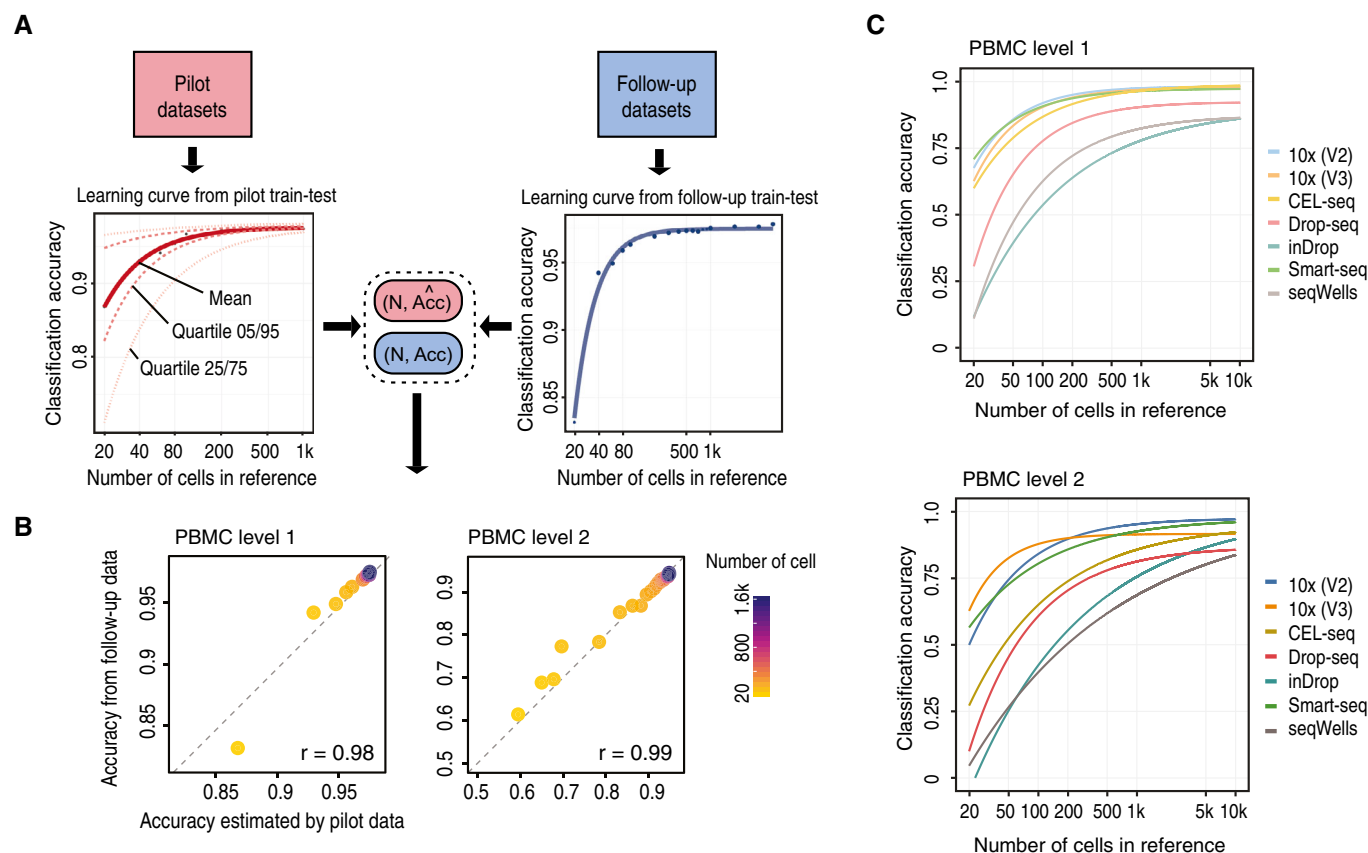 A
Pilot
datasets
Follow-up
datasets
Learning curve from pilot train-test
Classification accuracy
0.9
0.8
Mean
Quartile 05/95
Quartile 25/75
20 40 80 200 500 1k
Number of cells in reference
(N, Acc^)
(N, Acc)
Learning curve from follow-up train-test
Classification accuracy
0.95
0.9
0.85
20 40 80 500 1k
Number of cells in reference
B
PBMC level 1
Accuracy from follow-up data
0.95
0.9
0.85
r = 0.98
0.85 0.9 0.95
Accuracy estimated by pilot data
PBMC level 2
0.9
0.8
0.7
0.6
0.5
r = 0.99
0.5 0.6 0.7 0.8 0.9
Number of cell
1.6k
800
20
C
PBMC level 1
Classification accuracy
1.0
0.75
0.5
0.25
0
20 50 100 200 500 1k 5k 10k
Number of cells in reference
10x (V2)
10x (V3)
CEL-seq
Drop-seq
inDrop
Smart-seq
seqWells
PBMC level 2
Classification accuracy
1.0
0.75
0.5
0.25
0
20 50 100 200 500 1k 5k 10k
Number of cells in reference
10x (V2)
10x (V3)
CEL-seq
Drop-seq
inDrop
Smart-seq
seqWells